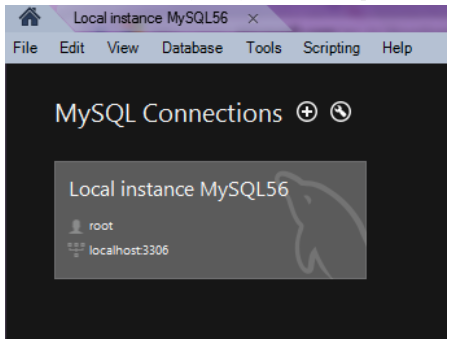 Local instance MySQL56
File Edit View Database Tools Scripting Help
MySQL Connections
Local instance MySQL56
root
localhost:3306